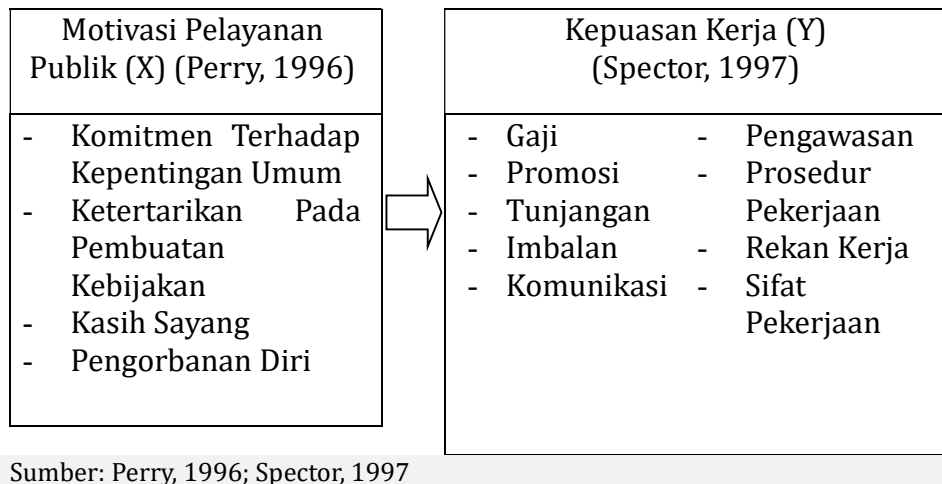 Motivasi Pelayanan
Publik (X) (Perry, 1996)
- Komitmen Terhadap
Kepentingan Umum
- Ketertarikan Pada
Pembuatan
Kebijakan
- Kasih Sayang
- Pengorbanan Diri
Kepuasan Kerja (Y)
(Spector, 1997)
- Gaji
- Promosi
- Tunjangan
- Imbalan
- Komunikasi
- Pengawasan
- Prosedur
Pekerjaan
- Rekan Kerja
- Sifat
Pekerjaan
Sumber: Perry, 1996; Spector, 1997